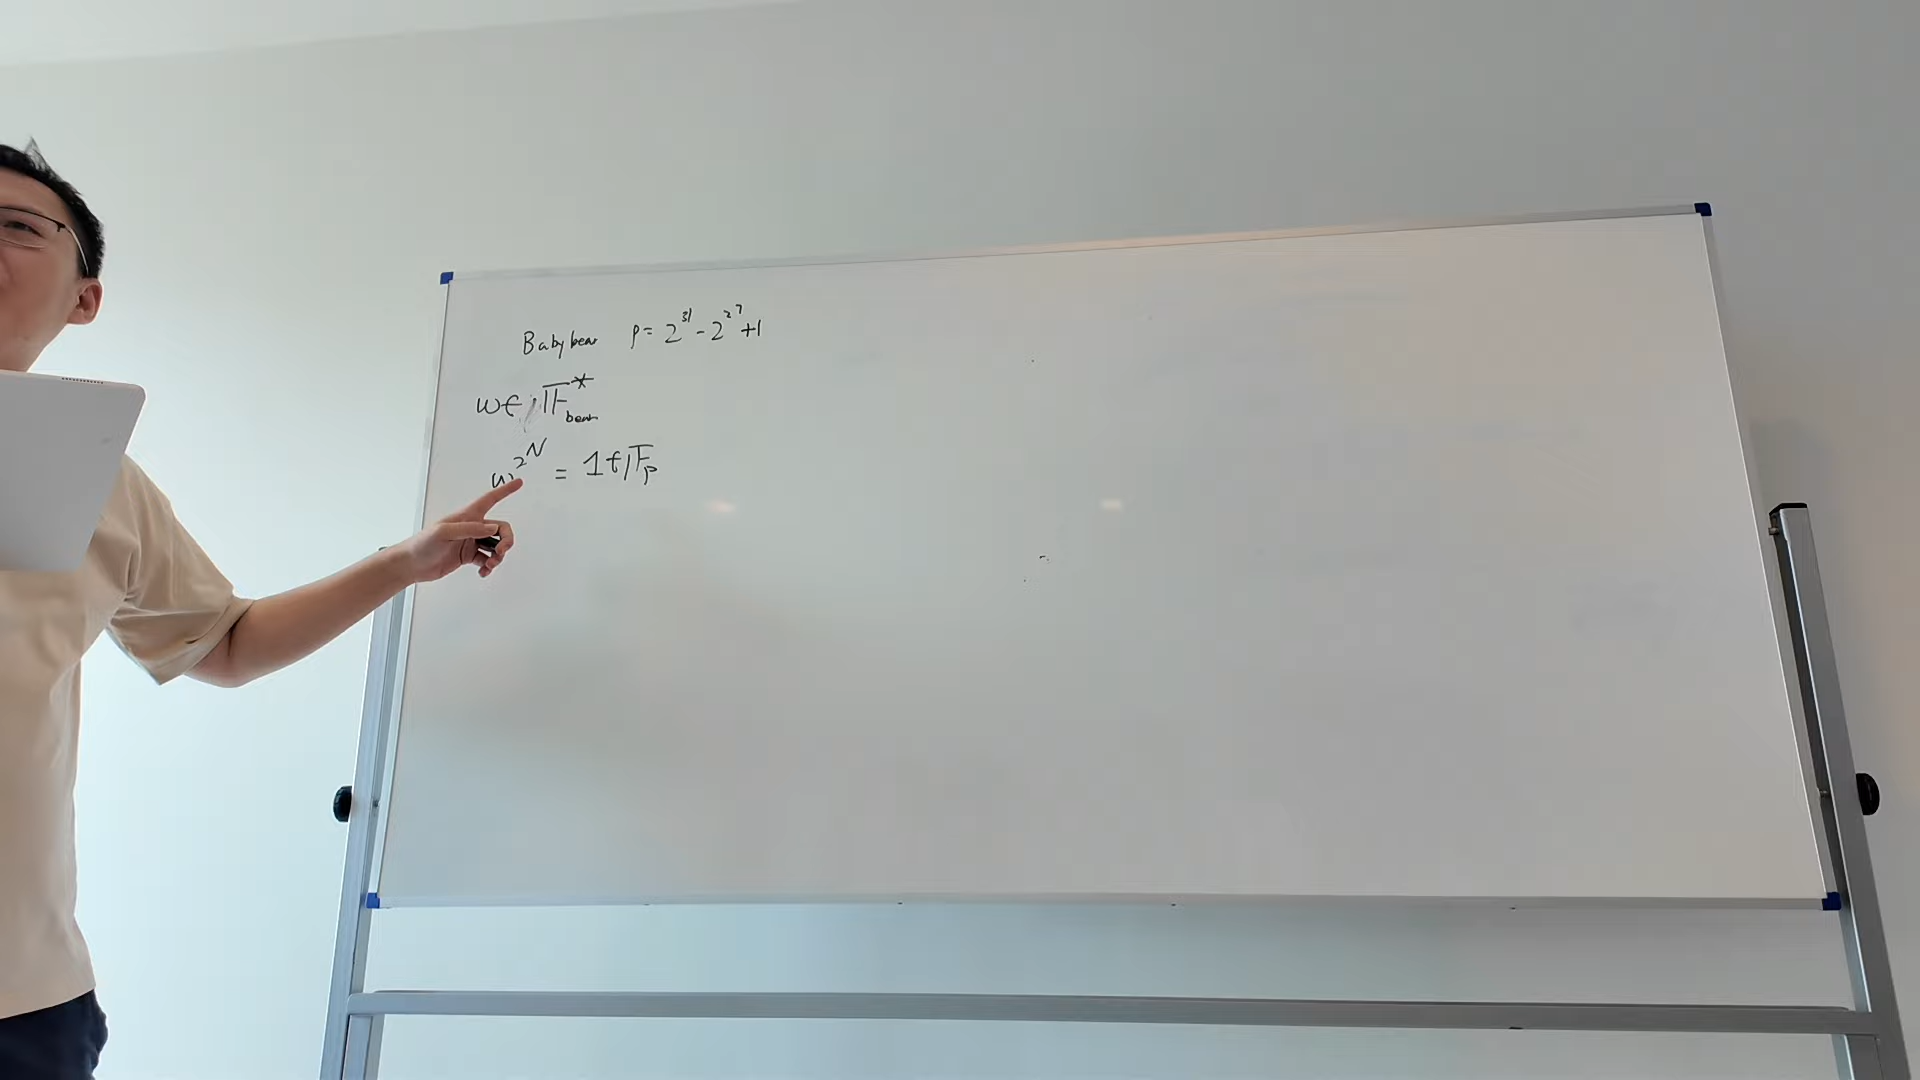 Babybear p = 2^31 - 2^27 + 1
ω ∈ 𝔽*_bear
ω^2^N = 1 ∈ 𝔽_p